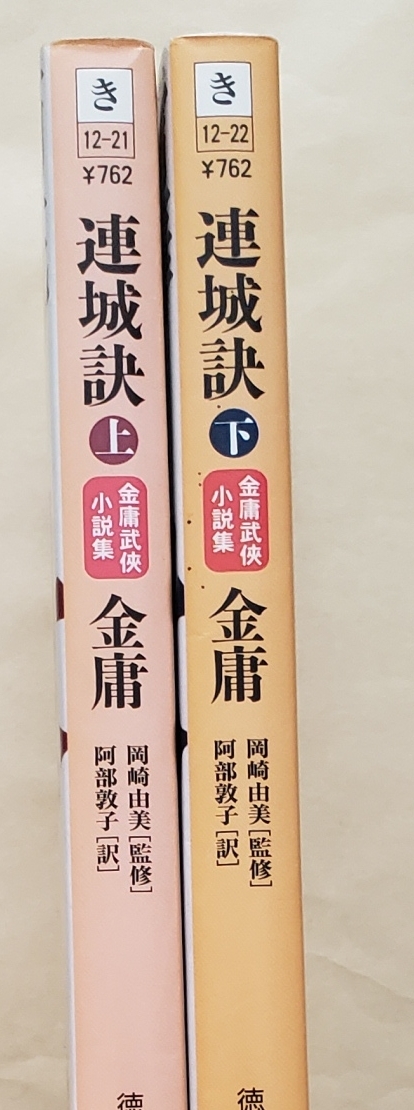 き
12-21
¥762
連城訣
上
金庸武侠
小説集
金庸
岡崎由美[監修]
阿部敦子[訳]
徳
き
12-22
¥762
連城訣
下
金庸武侠
小説集
金庸
岡崎由美[監修]
阿部敦子[訳]
徳